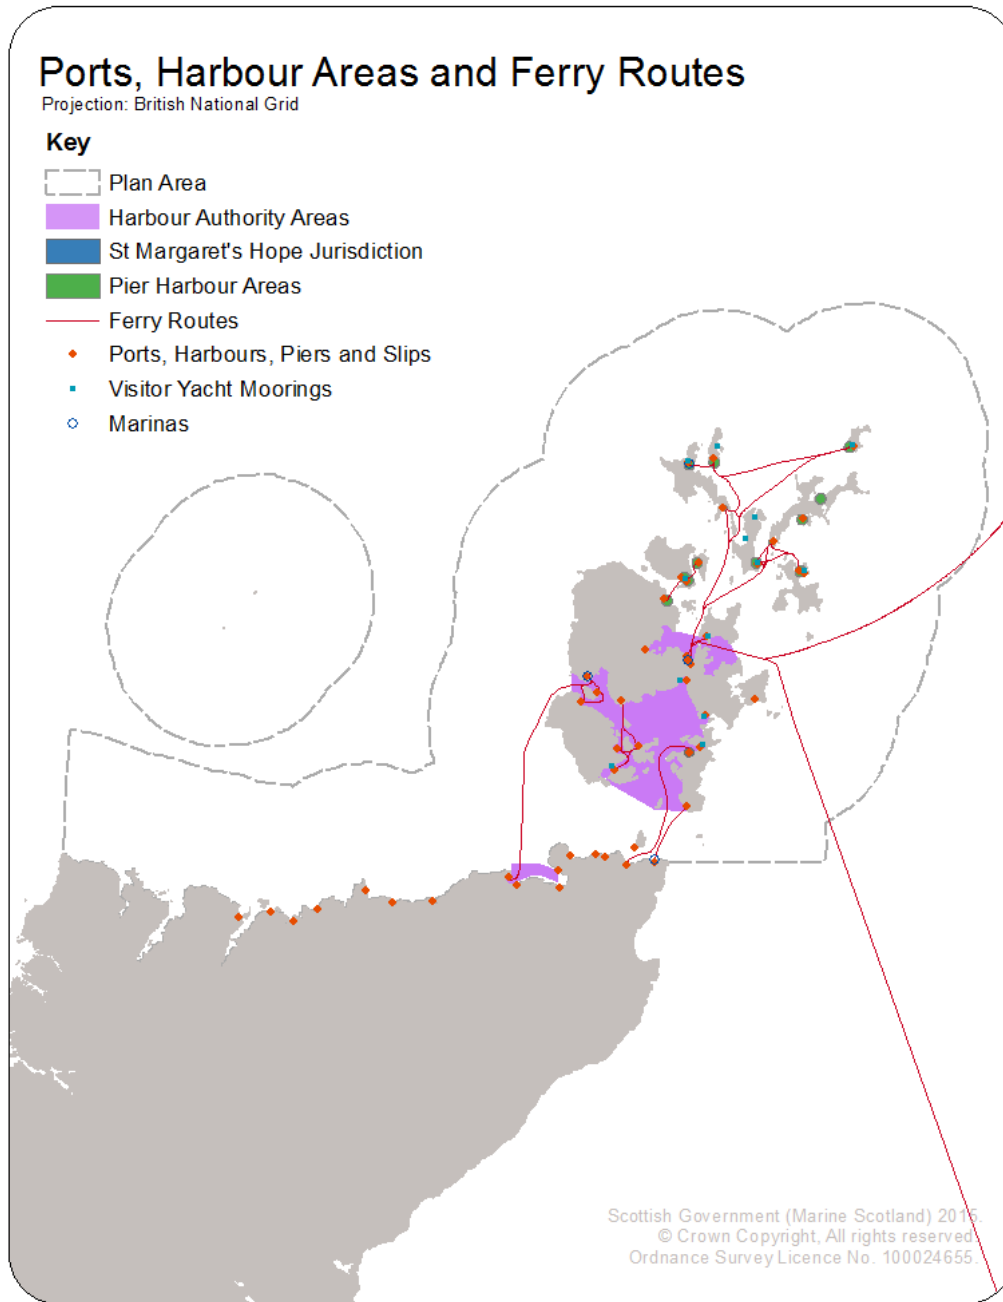 Ports, Harbour Areas and Ferry Routes
Projection: British National Grid
Key
Plan Area
Harbour Authority Areas
St Margaret's Hope Jurisdiction
Pier Harbour Areas
Ferry Routes
Ports, Harbours, Piers and Slips
Visitor Yacht Moorings
Marinas
Scottish Government (Marine Scotland) 2015.
© Crown Copyright, All rights reserved.
Ordnance Survey Licence No. 100024655.